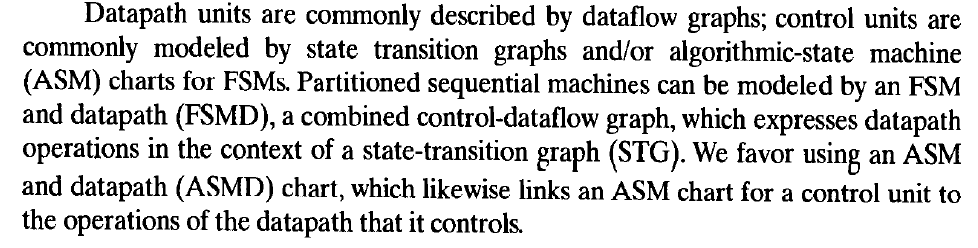 Datapath units are commonly described by dataflow graphs; control units are
commonly modeled by state transition graphs and/or algorithmic-state machine
(ASM) charts for FSMs. Partitioned sequential machines can be modeled by an FSM
and datapath (FSMD), a combined control-dataflow graph, which expresses datapath
operations in the context of a state-transition graph (STG). We favor using an ASM
and datapath (ASMD) chart, which likewise links an ASM chart for a control unit to
the operations of the datapath that it controls.